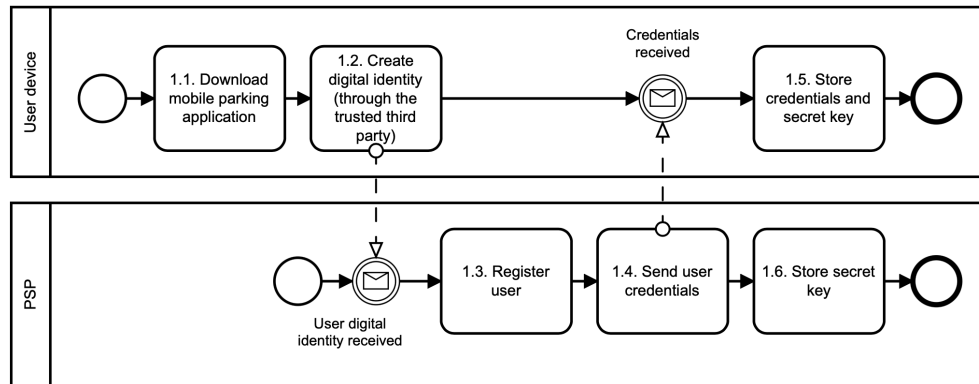 User device
1.1. Download
mobile parking
application
1.2. Create
digital identity
(through the
trusted third
party)
Credentials
received
1.5. Store
credentials and
secret key
PSP
User digital
identity received
1.3. Register
user
1.4. Send user
credentials
1.6. Store secret
key